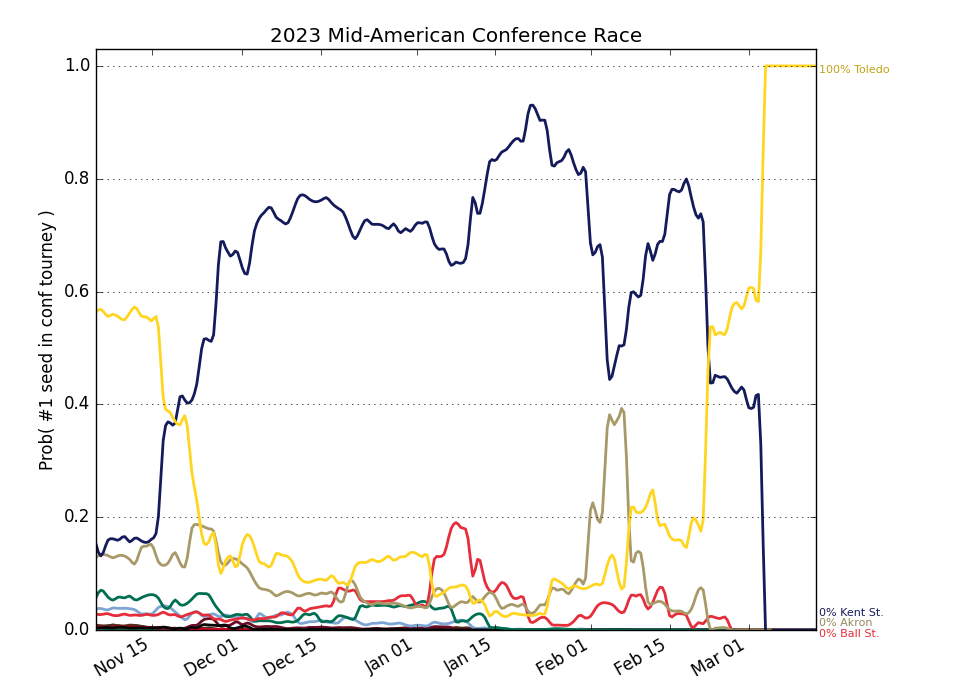 2023 Mid-American Conference Race
Prob( #1 seed in conf tourney )
1.0
0.8
0.6
0.4
0.2
0.0
100% Toledo
0% Kent St.
0% Akron
0% Ball St.
Nov 15
Dec 01
Dec 15
Jan 01
Jan 15
Feb 01
Feb 15
Mar 01